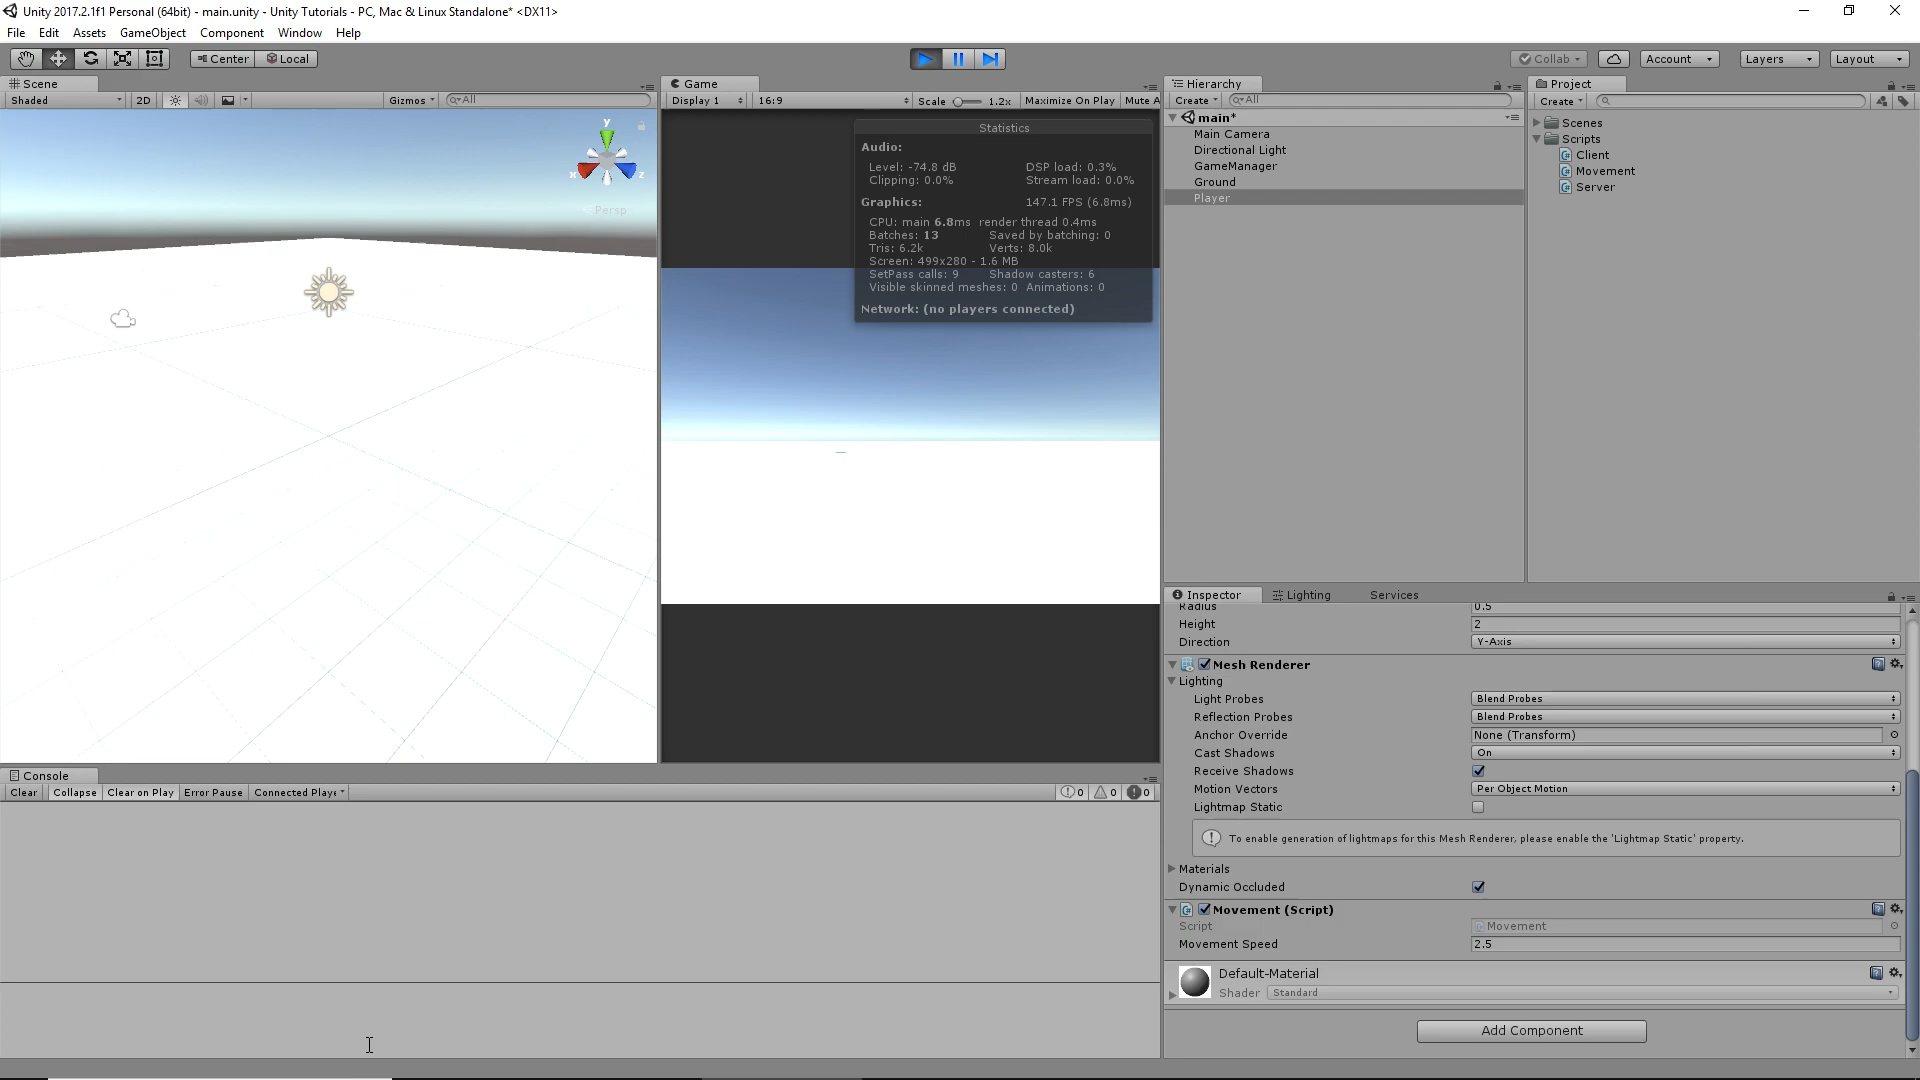 Unity 2017.2.1f1 Personal (64bit) - main.unity - Unity Tutorials - PC, Mac & Linux Standalone* <DX11>
File Edit Assets GameObject Component Window Help
Center Local Collab Account Layers Layout
Scene
Shaded 2D Gizmos All
y
x z
Persp
Game
Display 1 16:9 Scale 1.2x Maximize On Play Mute A
Statistics
Audio:
Level: -74.8 dB DSP load: 0.3%
Clipping: 0.0% Stream load: 0.0%
Graphics: 147.1 FPS (6.8ms)
CPU: main 6.8ms render thread 0.4ms
Batches: 13 Saved by batching: 0
Tris: 6.2k Verts: 8.0k
Screen: 499x280 - 1.6 MB
SetPass calls: 9 Shadow casters: 6
Visible skinned meshes: 0 Animations: 0
Network: (no players connected)
Hierarchy
Create All
main*
Main Camera
Directional Light
GameManager
Ground
Player
Project
Create
Scenes
Scripts
Client
Movement
Server
Inspector Lighting Services
Radius 0.5
Height 2
Direction Y-Axis
Mesh Renderer
Lighting
Light Probes Blend Probes
Reflection Probes Blend Probes
Anchor Override None (Transform)
Cast Shadows On
Receive Shadows
Motion Vectors Per Object Motion
Lightmap Static
To enable generation of lightmaps for this Mesh Renderer, please enable the 'Lightmap Static' property.
Materials
Dynamic Occluded
Movement (Script)
Script Movement
Movement Speed 2.5
Default-Material
Shader Standard
Add Component
Console
Clear Collapse Clear on Play Error Pause Connected Playe 0 0 0